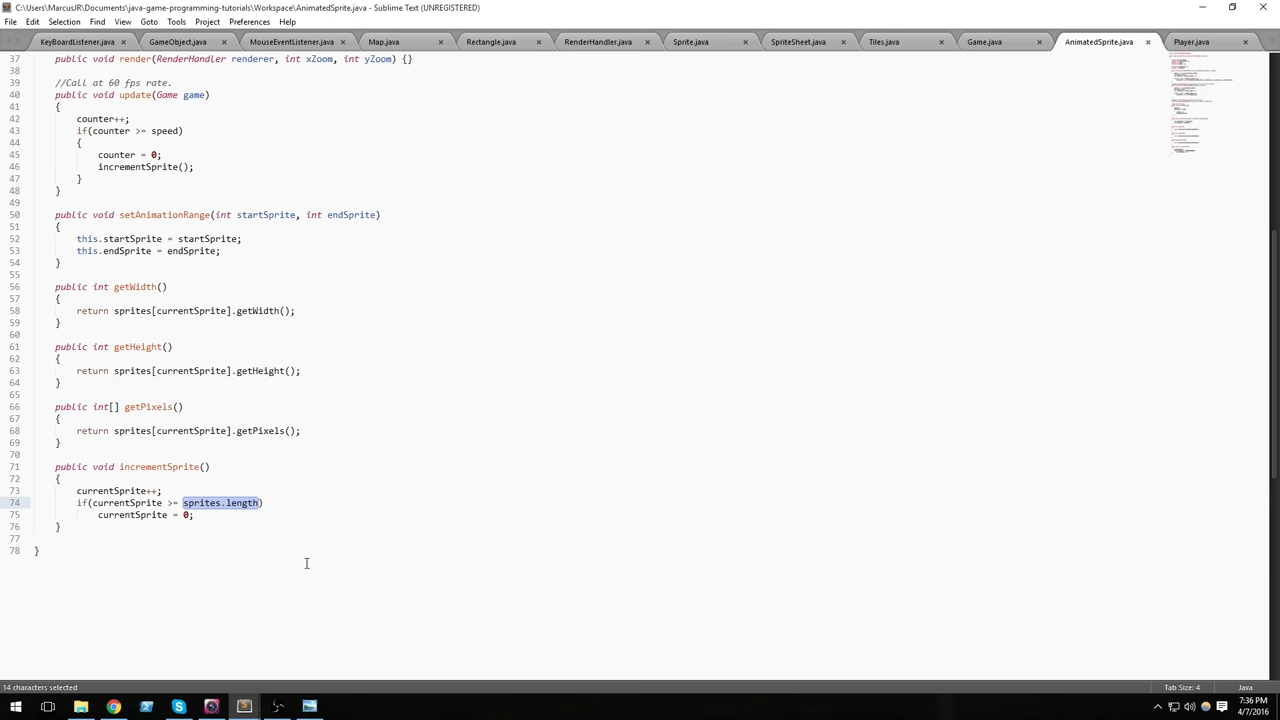 C:\Users\MarcusJR\Documents\java-game-programming-tutorials\Workspace\AnimatedSprite.java - Sublime Text (UNREGISTERED)
File Edit Selection Find View Goto Tools Project Preferences Help
KeyBoardListener.java × GameObject.java × MouseEventListener.java × Map.java × Rectangle.java × RenderHandler.java × Sprite.java × SpriteSheet.java × Tiles.java × Game.java × AnimatedSprite.java × Player.java ×
37 public void render(RenderHandler renderer, int xZoom, int yZoom) {}
38
39 //Call at 60 fps rate.
40 public void update(Game game)
41 {
42 counter++;
43 if(counter >= speed)
44 {
45 counter = 0;
46 incrementSprite();
47 }
48 }
49
50 public void setAnimationRange(int startSprite, int endSprite)
51 {
52 this.startSprite = startSprite;
53 this.endSprite = endSprite;
54 }
55
56 public int getWidth()
57 {
58 return sprites[currentSprite].getWidth();
59 }
60
61 public int getHeight()
62 {
63 return sprites[currentSprite].getHeight();
64 }
65
66 public int[] getPixels()
67 {
68 return sprites[currentSprite].getPixels();
69 }
70
71 public void incrementSprite()
72 {
73 currentSprite++;
74 if(currentSprite >= sprites.length)
75 currentSprite = 0;
76 }
77
78 }
14 characters selected Tab Size: 4 Java
7:36 PM
4/7/2016